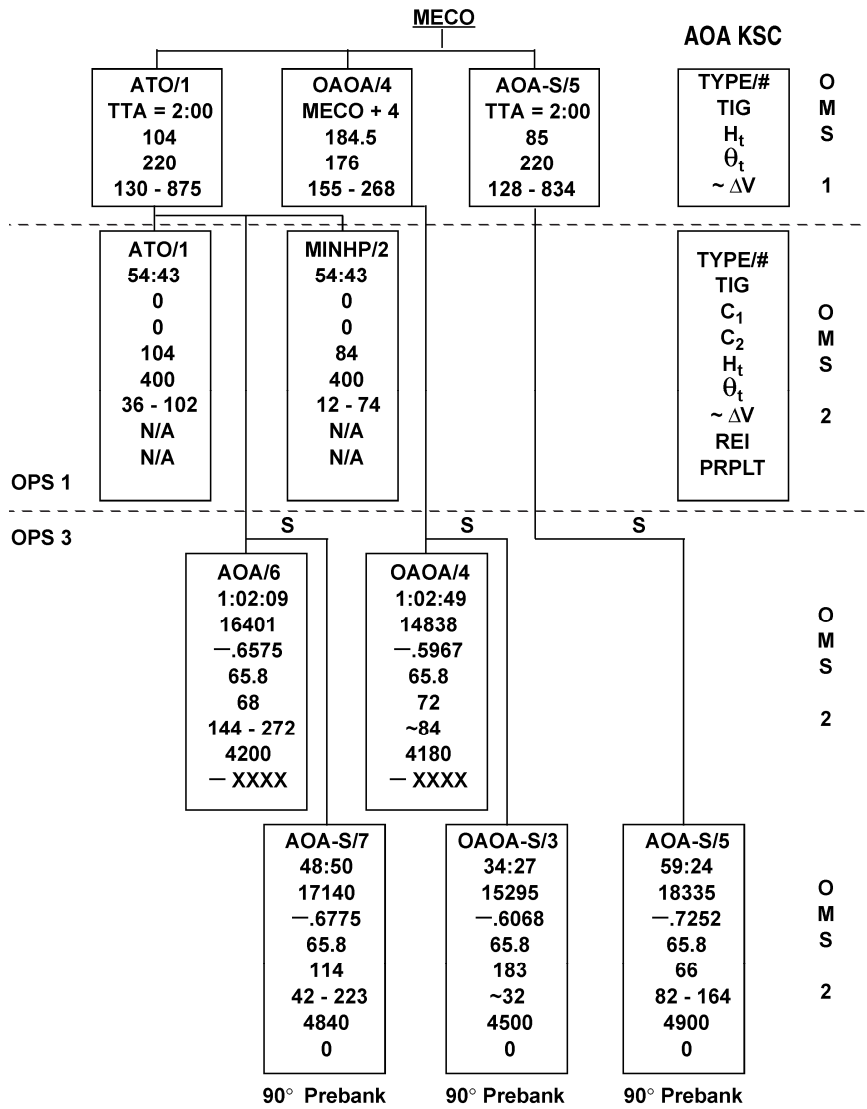 MECO
AOA KSC
ATO/1
TTA = 2:00
104
220
130 - 875
OAOA/4
MECO + 4
184.5
176
155 - 268
AOA-S/5
TTA = 2:00
85
220
128 - 834
TYPE/#
TIG
Ht
θt
~ ΔV
O
M
S
1
ATO/1
54:43
0
0
104
400
36 - 102
N/A
N/A
MINHP/2
54:43
0
0
84
400
12 - 74
N/A
N/A
TYPE/#
TIG
C1
C2
Ht
θt
~ ΔV
REI
PRPLT
O
M
S
2
OPS 1
OPS 3
S
S
S
AOA/6
1:02:09
16401
—.6575
65.8
68
144 - 272
4200
— XXXX
OAOA/4
1:02:49
14838
—.5967
65.8
72
~84
4180
— XXXX
O
M
S
2
AOA-S/7
48:50
17140
—.6775
65.8
114
42 - 223
4840
0
90° Prebank
OAOA-S/3
34:27
15295
—.6068
65.8
183
~32
4500
0
90° Prebank
AOA-S/5
59:24
18335
—.7252
65.8
66
82 - 164
4900
0
90° Prebank
O
M
S
2